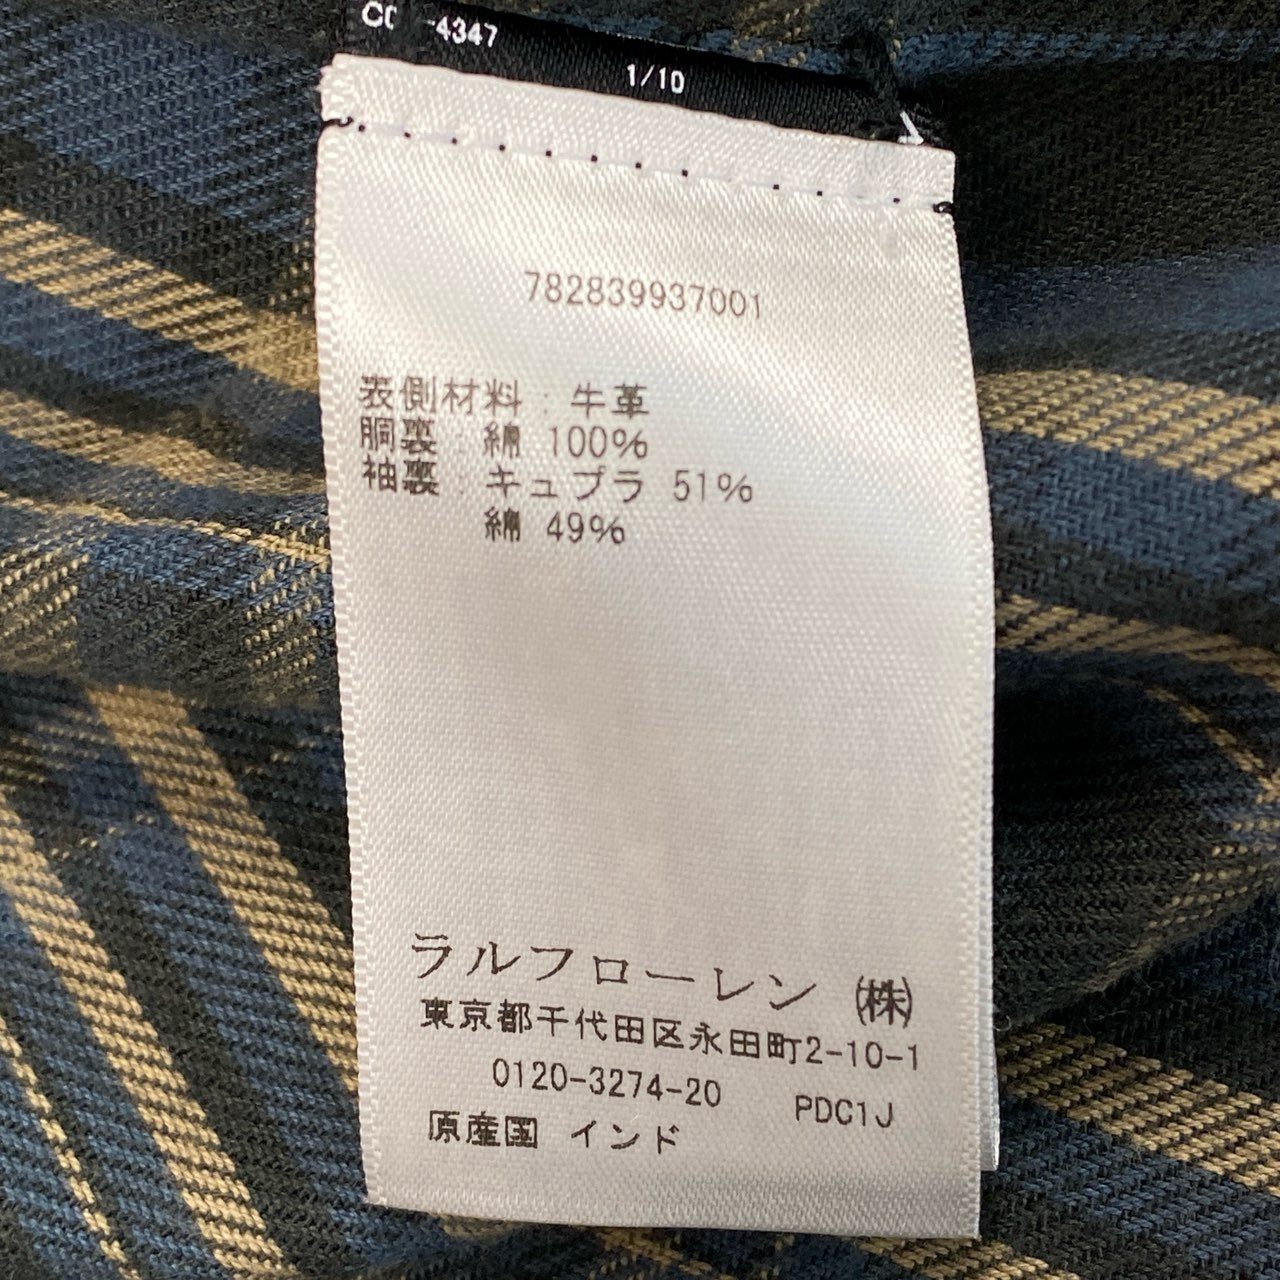 -4347
1/10
782839937001
表側材料：牛革
胴裏：綿 100%
袖裏：キュプラ 51%
綿 49%
ラルフローレン ㈱
東京都千代田区永田町2-10-1
0120-3274-20 PDC1J
原産国 インド